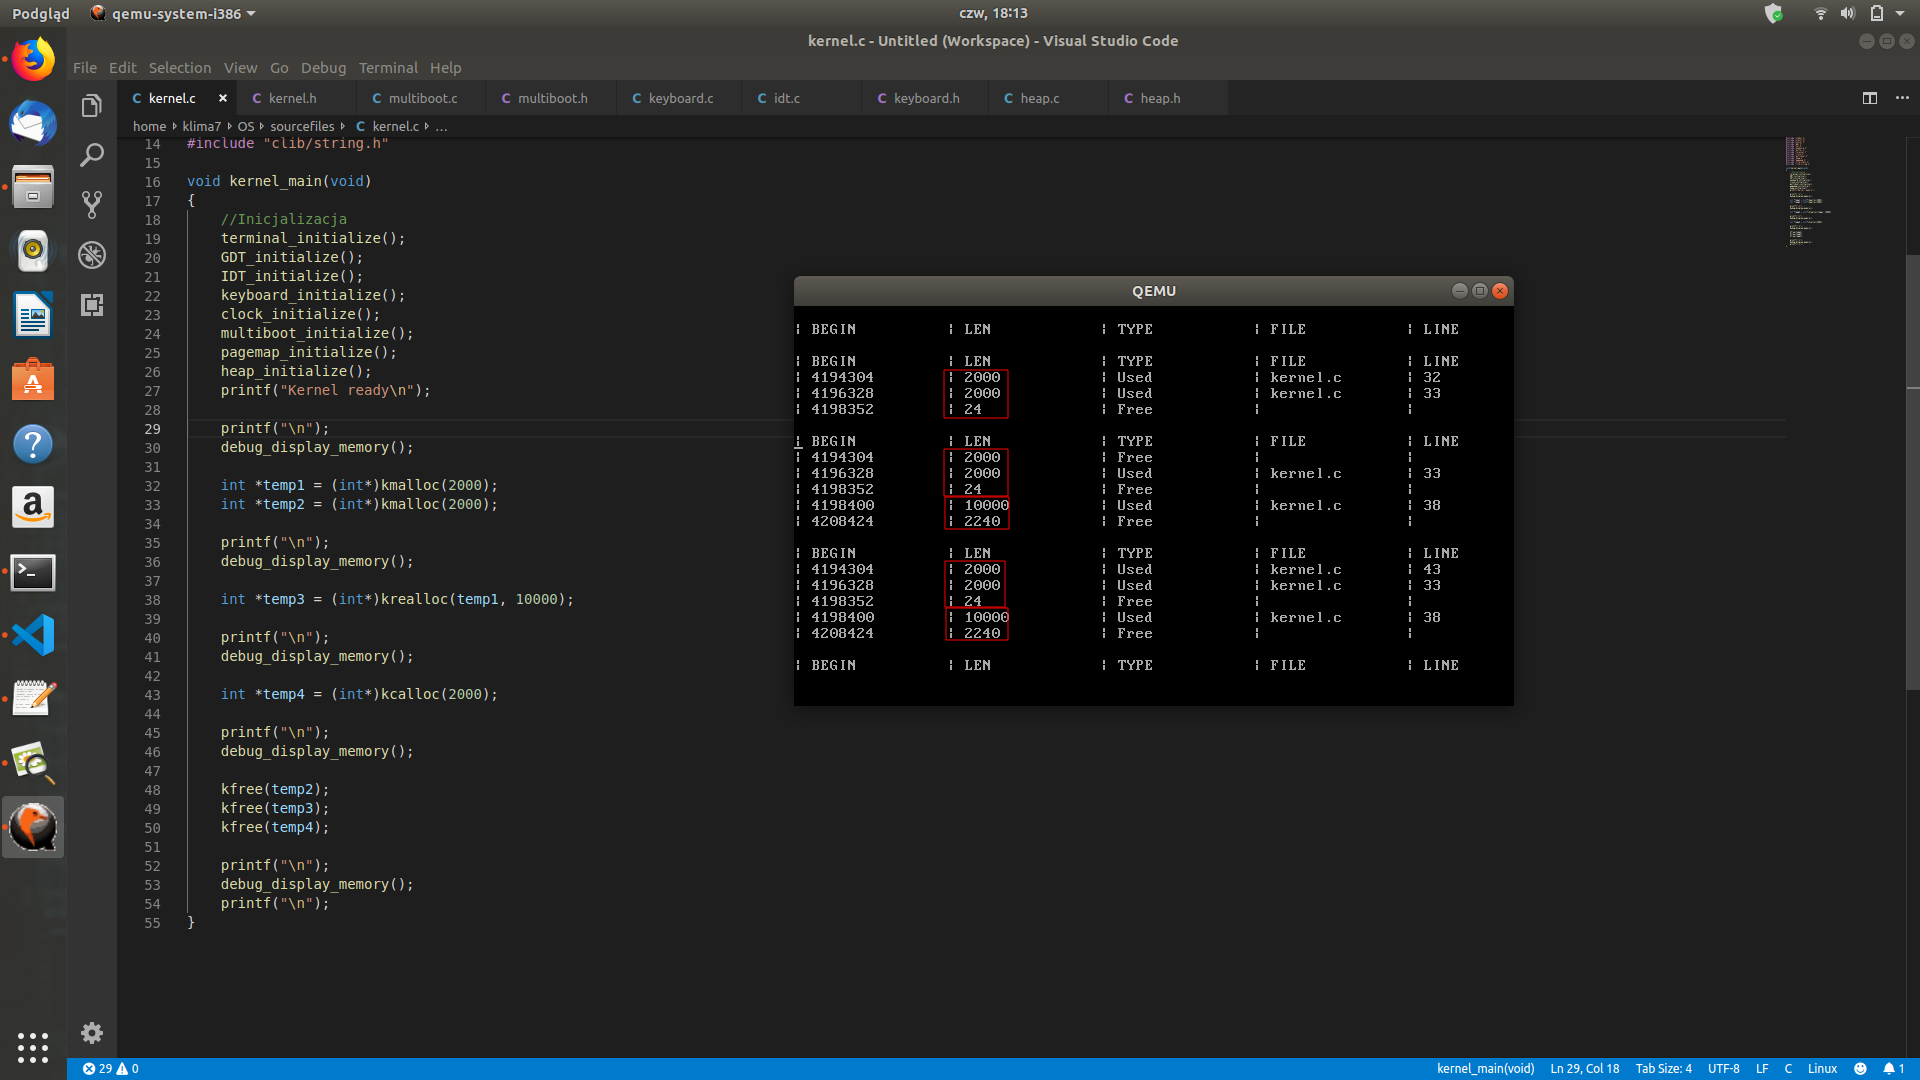 Podgląd qemu-system-i386 czw, 18:13
kernel.c - Untitled (Workspace) - Visual Studio Code
File Edit Selection View Go Debug Terminal Help
C kernel.c × C kernel.h C multiboot.c C multiboot.h C keyboard.c C idt.c C keyboard.h C heap.c C heap.h
home klima7 OS sourcefiles C kernel.c ...
14 #include "clib/string.h"
15
16 void kernel_main(void)
17 {
18 //Inicjalizacja
19 terminal_initialize();
20 GDT_initialize();
21 IDT_initialize();
22 keyboard_initialize();
23 clock_initialize();
24 multiboot_initialize();
25 pagemap_initialize();
26 heap_initialize();
27 printf("Kernel ready\n");
28
29 printf("\n");
30 debug_display_memory();
31
32 int *temp1 = (int*)kmalloc(2000);
33 int *temp2 = (int*)kmalloc(2000);
34
35 printf("\n");
36 debug_display_memory();
37
38 int *temp3 = (int*)krealloc(temp1, 10000);
39
40 printf("\n");
41 debug_display_memory();
42
43 int *temp4 = (int*)kcalloc(2000);
44
45 printf("\n");
46 debug_display_memory();
47
48 kfree(temp2);
49 kfree(temp3);
50 kfree(temp4);
51
52 printf("\n");
53 debug_display_memory();
54 printf("\n");
55 }
QEMU
¦ BEGIN ¦ LEN ¦ TYPE ¦ FILE ¦ LINE
¦ BEGIN ¦ LEN ¦ TYPE ¦ FILE ¦ LINE
¦ 4194304 ¦ 2000 ¦ Used ¦ kernel.c ¦ 32
¦ 4196328 ¦ 2000 ¦ Used ¦ kernel.c ¦ 33
¦ 4198352 ¦ 24 ¦ Free ¦ ¦
¦ BEGIN ¦ LEN ¦ TYPE ¦ FILE ¦ LINE
¦ 4194304 ¦ 2000 ¦ Free ¦ ¦
¦ 4196328 ¦ 2000 ¦ Used ¦ kernel.c ¦ 33
¦ 4198352 ¦ 24 ¦ Free ¦ ¦
¦ 4198400 ¦ 10000 ¦ Used ¦ kernel.c ¦ 38
¦ 4208424 ¦ 2240 ¦ Free ¦ ¦
¦ BEGIN ¦ LEN ¦ TYPE ¦ FILE ¦ LINE
¦ 4194304 ¦ 2000 ¦ Used ¦ kernel.c ¦ 43
¦ 4196328 ¦ 2000 ¦ Used ¦ kernel.c ¦ 33
¦ 4198352 ¦ 24 ¦ Free ¦ ¦
¦ 4198400 ¦ 10000 ¦ Used ¦ kernel.c ¦ 38
¦ 4208424 ¦ 2240 ¦ Free ¦ ¦
¦ BEGIN ¦ LEN ¦ TYPE ¦ FILE ¦ LINE
29 0 kernel_main(void) Ln 29, Col 18 Tab Size: 4 UTF-8 LF C Linux 1